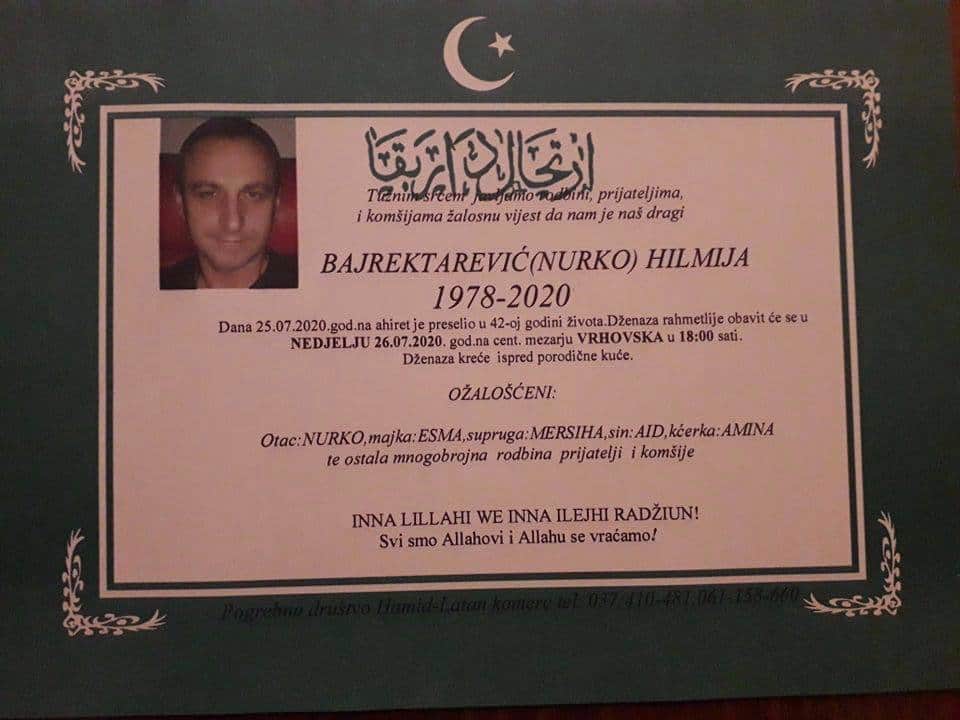 Tužnim srcem javljamo rodbini, prijateljima,
i komšijama žalosnu vijest da nam je naš dragi
BAJREKTAREVIĆ(NURKO) HILMIJA
1978-2020
Dana 25.07.2020.god.na ahiret je preselio u 42-oj godini života.Dženaza rahmetlije obavit će se u
NEDJELJU 26.07.2020. god.na cent. mezarju VRHOVSKA u 18:00 sati.
Dženaza kreće ispred porodične kuće.
OŽALOŠĆENI:
Otac:NURKO,majka:ESMA,supruga:MERSIHA,sin:AID,kćerka:AMINA
te ostala mnogobrojna rodbina prijatelji i komšije
INNA LILLAHI WE INNA ILEJHI RADŽIUN!
Svi smo Allahovi i Allahu se vraćamo!
Pogrebno društvo Hamid-Latan komerc tel. 037 410-481,061 158-660